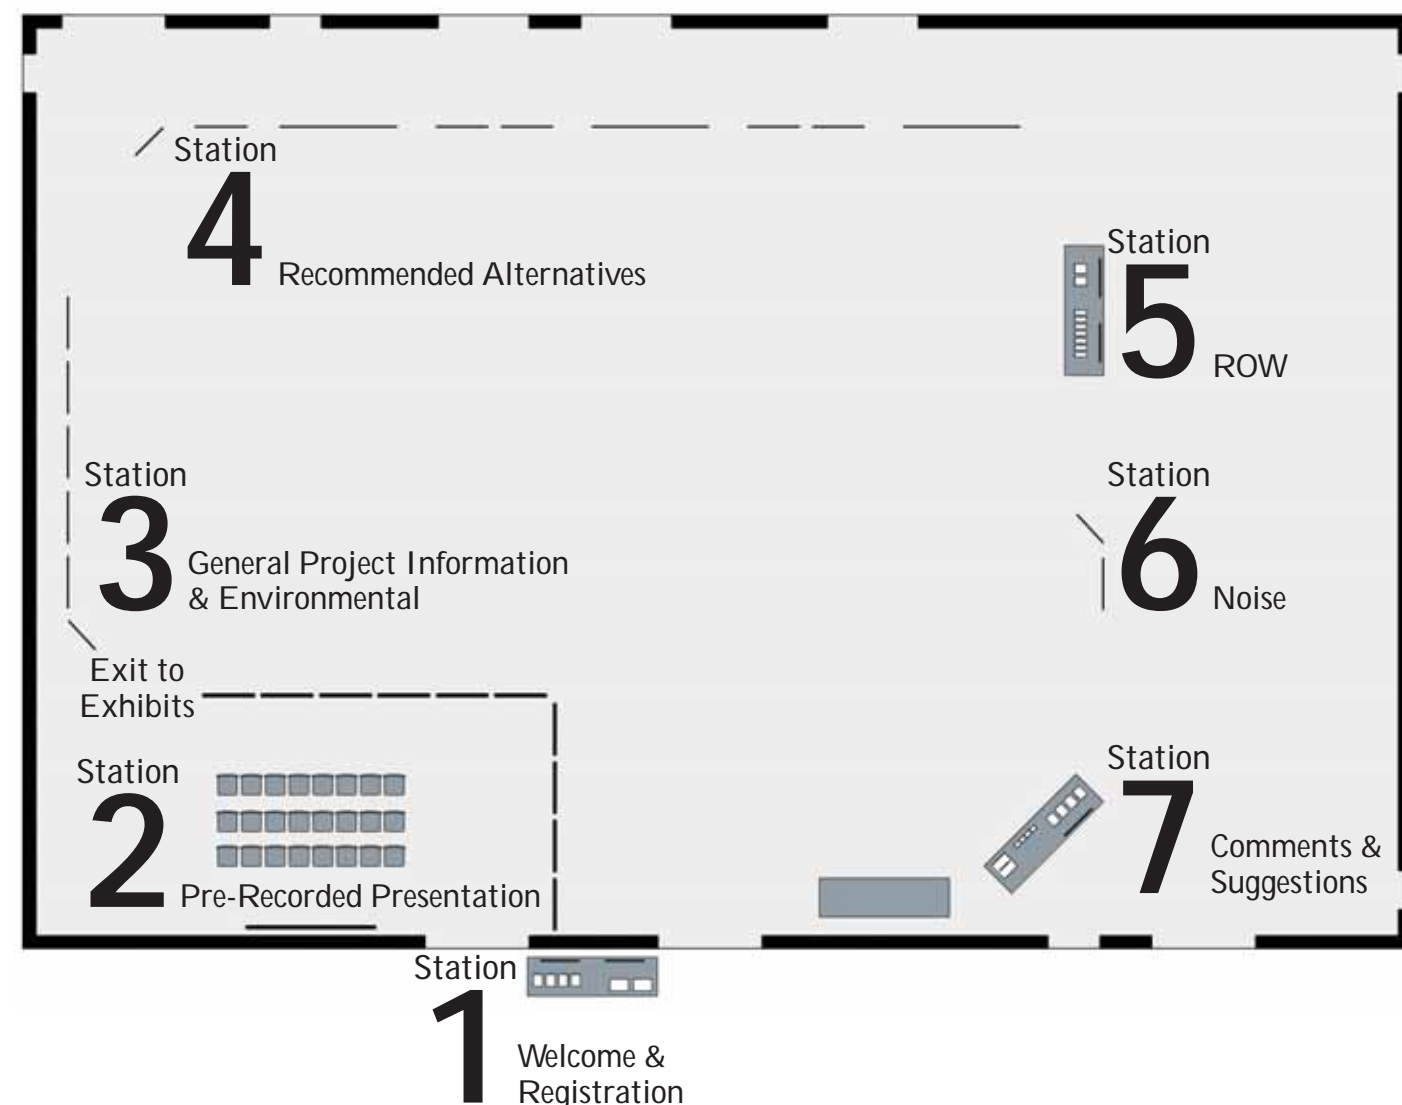 Station
4 Recommended Alternatives
Station
5 ROW
Station
3 General Project Information
& Environmental
Station
6 Noise
Exit to
Exhibits
Station
2 Pre-Recorded Presentation
Station
7 Comments &
Suggestions
Station
1 Welcome &
Registration